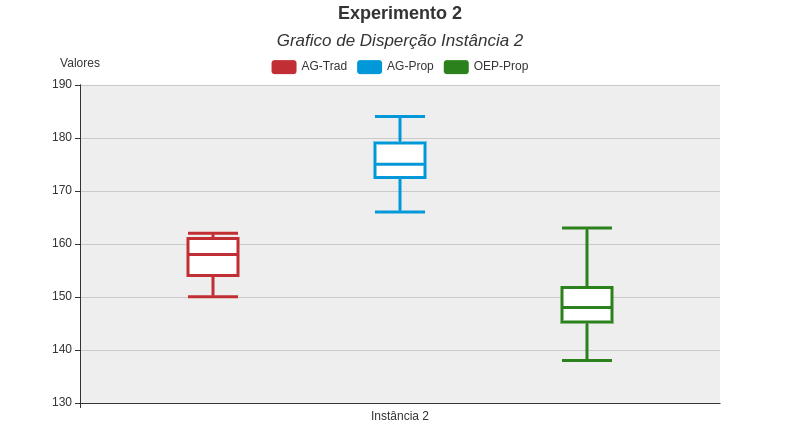 Experimento 2
Grafico de Disperção Instância 2
Valores
AG-Trad AG-Prop OEP-Prop
190
180
170
160
150
140
130
Instância 2